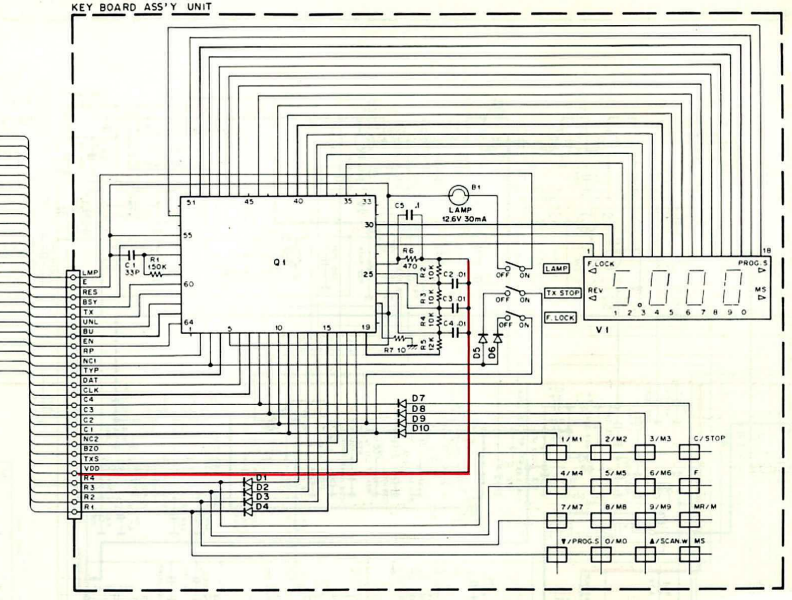 KEY BOARD ASS'Y UNIT
51 45 40 35 33
B1
LAMP
12.6V 30mA
C5 .1
30
55
Q1
R6
470
C1
33P
R1
150K
25
R2 10K
C2 .01
R3 10K
C3 .01
R4 10K
C4 .01
R5 12K
60
64
1 5 10 15 19
R7 10
OFF ON
LAMP
OFF ON
TX STOP
OFF ON
F.LOCK
D5
D6
1
18
F.LOCK
PROG.S
REV
MS
5000
1 2 3 4 5 6 7 8 9 0
V1
LMP
E
RES
BSY
TX
UNL
BU
EN
RP
NC1
TYP
DAT
CLK
C4
C3
C2
C1
NC2
BZO
TXS
VDD
R4
R3
R2
R1
D7
D8
D9
D10
D1
D2
D3
D4
1/M1 2/M2 3/M3 C/STOP
4/M4 5/M5 6/M6 F
7/M7 8/M8 9/M9 MR/M
▼/PROG.S 0/M0 ▲/SCAN.W MS